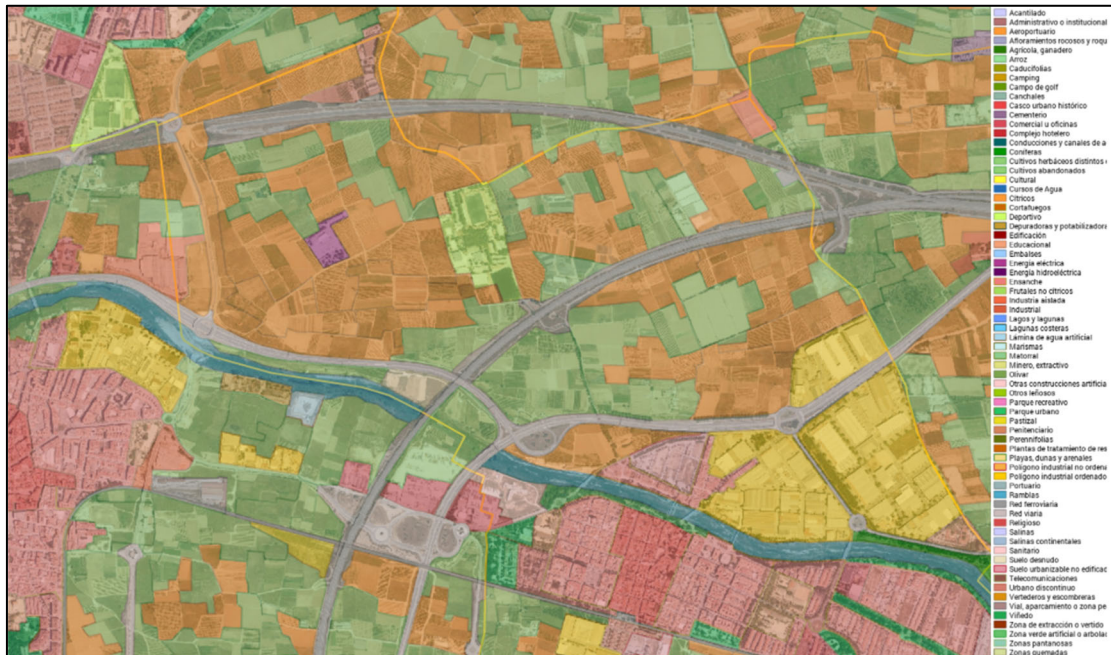 Acantilado
Administrativo o institucional
Aeroportuario
Afloramientos rocosos y roqu
Agrícola, ganadero
Arroz
Caducifolias
Camping
Campo de golf
Canchales
Casco urbano histórico
Cementerio
Comercial u oficinas
Complejo hotelero
Conducciones y canales de a
Coníferas
Cultivos herbáceos distintos
Cultivos abandonados
Cultural
Cursos de Agua
Cítricos
Cortafuegos
Deportivo
Depuradoras y potabilizadora
Edificación
Educacional
Embalses
Energía eléctrica
Energía hidroeléctrica
Ensanche
Frutales no cítricos
Industria aislada
Industrial
Lagos y lagunas
Lagunas costeras
Lámina de agua artificial
Marismas
Matorral
Minero, extractivo
Olivar
Otras construcciones artificia
Otros leñosos
Parque recreativo
Parque urbano
Pastizal
Penitenciario
Perennifolias
Plantas de tratamiento de res
Playas, dunas y arenales
Polígono industrial no ordena
Polígono industrial ordenado
Portuario
Ramblas
Red ferroviaria
Red viaria
Religioso
Salinas
Salinas continentales
Sanitario
Suelo desnudo
Suelo urbanizable no edificad
Telecomunicaciones
Urbano discontinuo
Vertederos y escombreras
Vial, aparcamiento o zona pe
Viñedo
Zona de extracción o vertido
Zona verde artificial o arbolad
Zonas pantanosas
Zonas quemadas